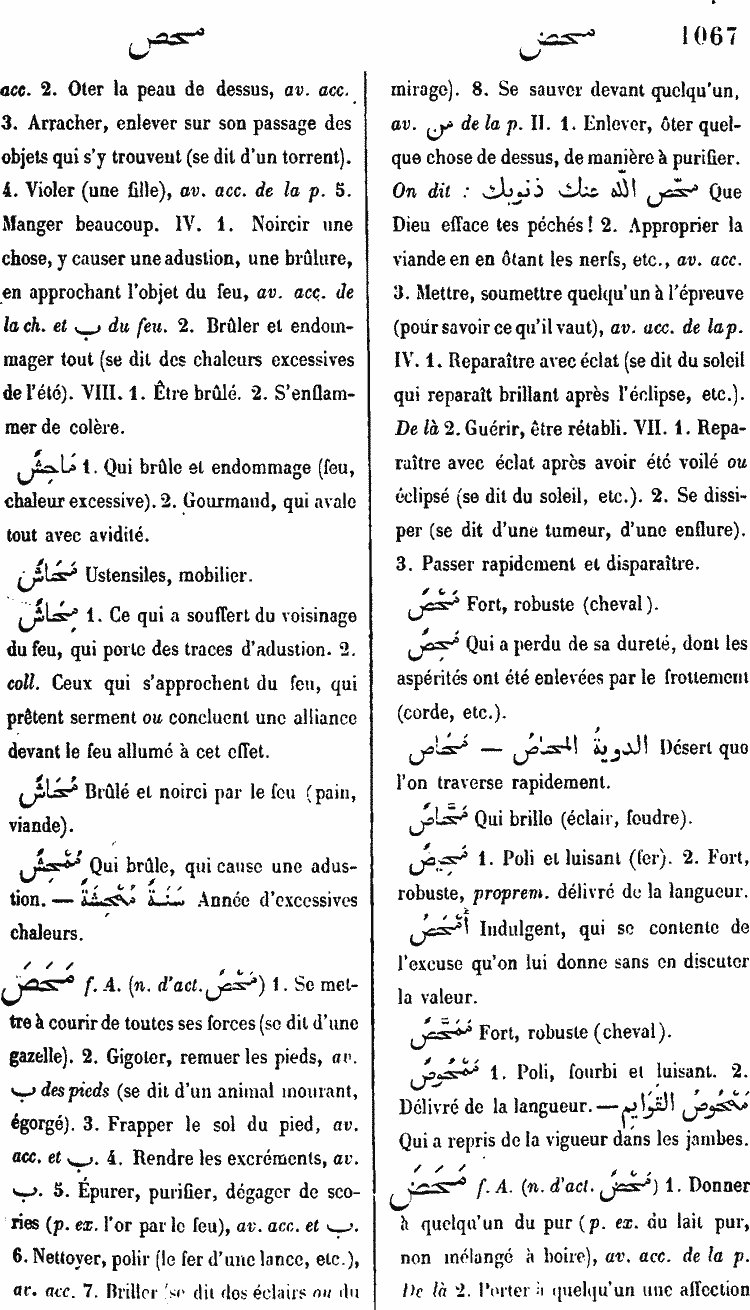 محص
محض 1067
acc. 2. Oter la peau de dessus, av. acc.
3. Arracher, enlever sur son passage des
objets qui s'y trouvent (se dit d'un torrent).
4. Violer (une fille), av. acc. de la p. 5.
Manger beaucoup. IV. 1. Noircir une
chose, y causer une adustion, une brûlure,
en approchant l'objet du feu, av. acc. de
la ch. et ب du feu. 2. Brûler et endom-
mager tout (se dit des chaleurs excessives
de l'été). VIII. 1. Être brûlé. 2. S'enflam-
mer de colère.
مَاحِشٌ 1. Qui brûle et endommage (feu,
chaleur excessive). 2. Gourmand, qui avale
tout avec avidité.
مَحَاشٌ Ustensiles, mobilier.
مِحَاشٌ 1. Ce qui a souffert du voisinage
du feu, qui porte des traces d'adustion. 2.
coll. Ceux qui s'approchent du feu, qui
prêtent serment ou concluent une alliance
devant le feu allumé à cet effet.
مُحَاشٌ Brûlé et noirci par le feu (pain,
viande).
مُمْحِشٌ Qui brûle, qui cause une adus-
tion. — سَنَةٌ مُمْحِشَةٌ Année d'excessives
chaleurs.
مَحَصَ f. A. (n. d'act. مَحْصٌ) 1. Se met-
tre à courir de toutes ses forces (se dit d'une
gazelle). 2. Gigoter, remuer les pieds, av.
ب des pieds (se dit d'un animal mourant,
égorgé). 3. Frapper le sol du pied, av.
acc. et ب. 4. Rendre les excréments, av.
ب. 5. Épurer, purifier, dégager de sco-
ries (p. ex. l'or par le feu), av. acc. et ب.
6. Nettoyer, polir (le fer d'une lance, etc.),
av. acc. 7. Briller (se dit des éclairs ou du
mirage). 8. Se sauver devant quelqu'un,
av. من de la p. II. 1. Enlever, ôter quel-
que chose de dessus, de manière à purifier.
On dit : محّص الله عنك ذنوبك Que
Dieu efface tes péchés! 2. Approprier la
viande en en ôtant les nerfs, etc., av. acc.
3. Mettre, soumettre quelqu'un à l'épreuve
(pour savoir ce qu'il vaut), av. acc. de la p.
IV. 1. Reparaître avec éclat (se dit du soleil
qui reparaît brillant après l'éclipse, etc.).
De là 2. Guérir, être rétabli. VII. 1. Repa-
raître avec éclat après avoir été voilé ou
éclipsé (se dit du soleil, etc.). 2. Se dissi-
per (se dit d'une tumeur, d'une enflure).
3. Passer rapidement et disparaître.
مَحْصٌ Fort, robuste (cheval).
مَحِصٌ Qui a perdu de sa dureté, dont les
aspérités ont été enlevées par le frottement
(corde, etc.).
مَحَاص — الدوية المحاصُ Désert que
l'on traverse rapidement.
مَحَّاصٌ Qui brille (éclair, foudre).
مَحِيصٌ 1. Poli et luisant (fer). 2. Fort,
robuste, proprem. délivré de la langueur.
أَمْحَصُ Indulgent, qui se contente de
l'excuse qu'on lui donne sans en discuter
la valeur.
مُمَحَّصٌ Fort, robuste (cheval).
مَمْحُوصٌ 1. Poli, fourbi et luisant. 2.
Délivré de la langueur. — مَمْحُوصُ القوايم
Qui a repris de la vigueur dans les jambes.
مَحَضَ f. A. (n. d'act. مَحْضٌ) 1. Donner
à quelqu'un du pur (p. ex. du lait pur,
non mélangé à boire), av. acc. de la p.
De là 2. Porter à quelqu'un une affection